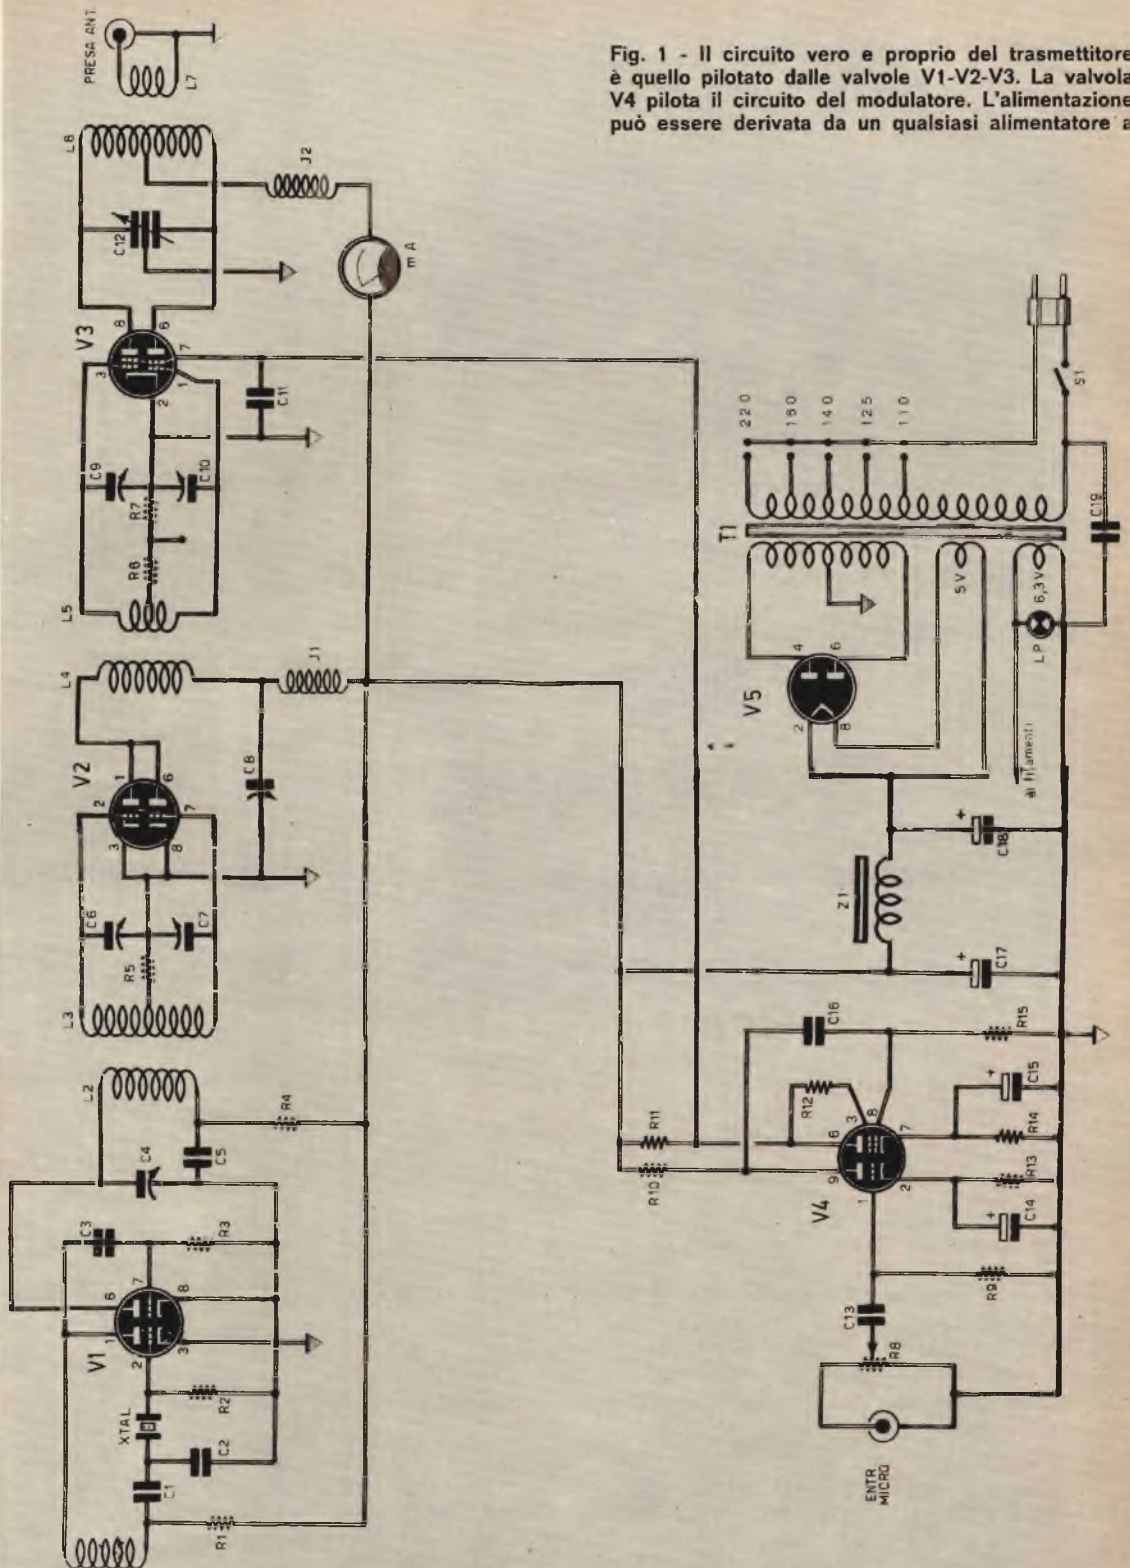 Fig. 1 - Il circuito vero e proprio del trasmettitore
è quello pilotato dalle valvole V1-V2-V3. La valvola
V4 pilota il circuito del modulatore. L'alimentazione
può essere derivata da un qualsiasi alimentatore a
PRESA ANT.
L7
L6
C12
J2
mA
V3
8
6
3
7
2
1
C11
C9
C10
R7
R6
L5
L4
J1
V2
1
6
2
7
3
8
C8
C6
C7
R5
L3
L2
R4
C4
C5
C3
R3
V1
6
1
7
8
2
3
XTAL
R2
C2
C1
R1
220
160
140
125
110
S1
T1
C19
5V
6,3V
LP
V5
4
6
2
8
ai filamenti
+
C18
Z1
+
C17
C16
R15
R12
+
C15
R14
R11
R10
6
3
8
9
7
V4
1
2
R13
+
C14
R9
C13
R8
ENTR.
MICRO